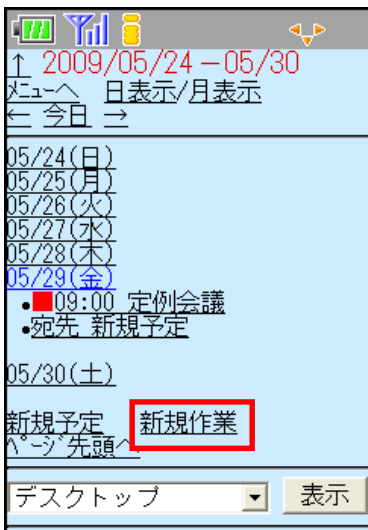 ↑ 2009/05/24－05/30
ﾒﾆｭｰへ 日表示/月表示
← 今日 →
05/24(日)
05/25(月)
05/26(火)
05/27(水)
05/28(木)
05/29(金)
•■09:00 定例会議
•宛先 新規予定
05/30(土)
新規予定 新規作業
ﾍﾟｰｼﾞ先頭へ
デスクトップ 表示